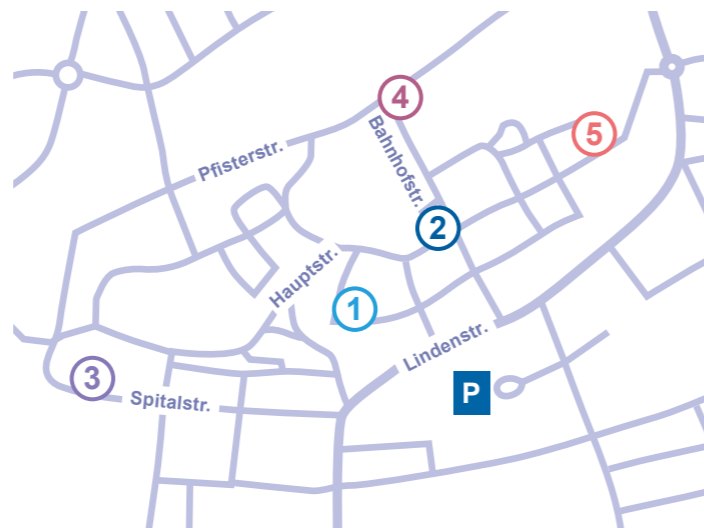 4
Bahnhofstr.
5
Pfisterstr.
2
Hauptstr.
1
Lindenstr.
3
Spitalstr.
P